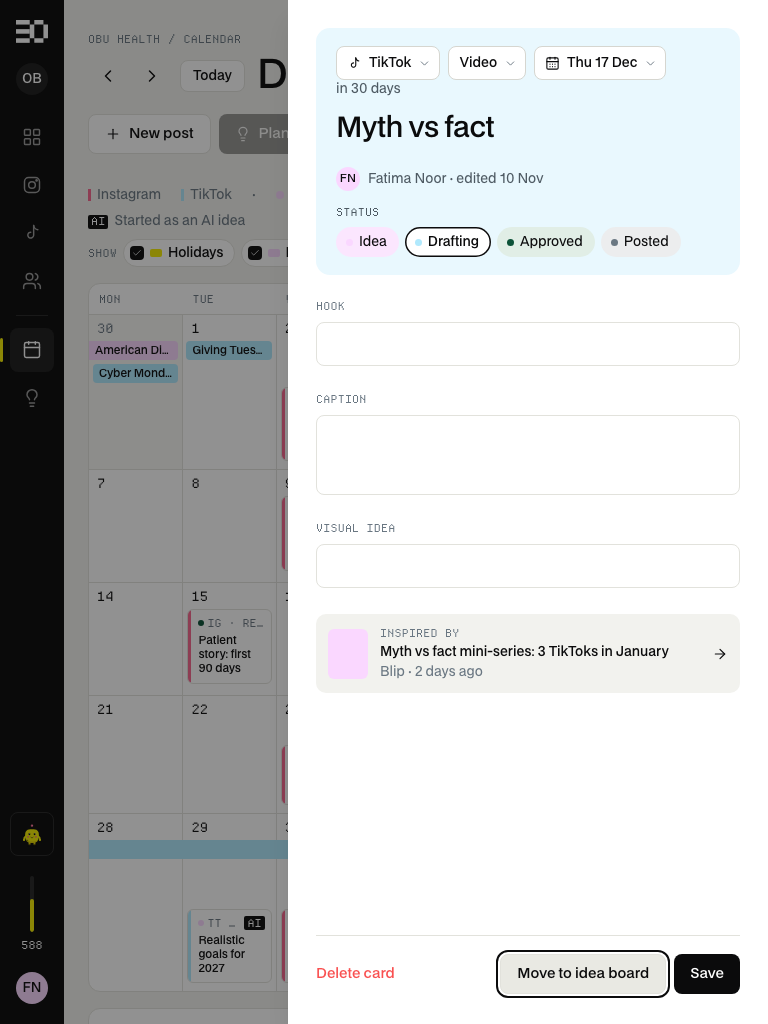 OBU HEALTH / CALENDAR
OB
Today
D
New post
Plan
Instagram
TikTok
AI Started as an AI idea
SHOW
Holidays
MON
TUE
30
1
American Di…
Giving Tues…
Cyber Mond…
7
8
14
15
IG · RE…
Patient
story: first
90 days
21
22
28
29
TT …
AI
Realistic
goals for
2027
588
FN
TikTok
Video
Thu 17 Dec
in 30 days
Myth vs fact
FN
Fatima Noor · edited 10 Nov
STATUS
Idea
Drafting
Approved
Posted
HOOK
CAPTION
VISUAL IDEA
INSPIRED BY
Myth vs fact mini-series: 3 TikToks in January
Blip · 2 days ago
Delete card
Move to idea board
Save